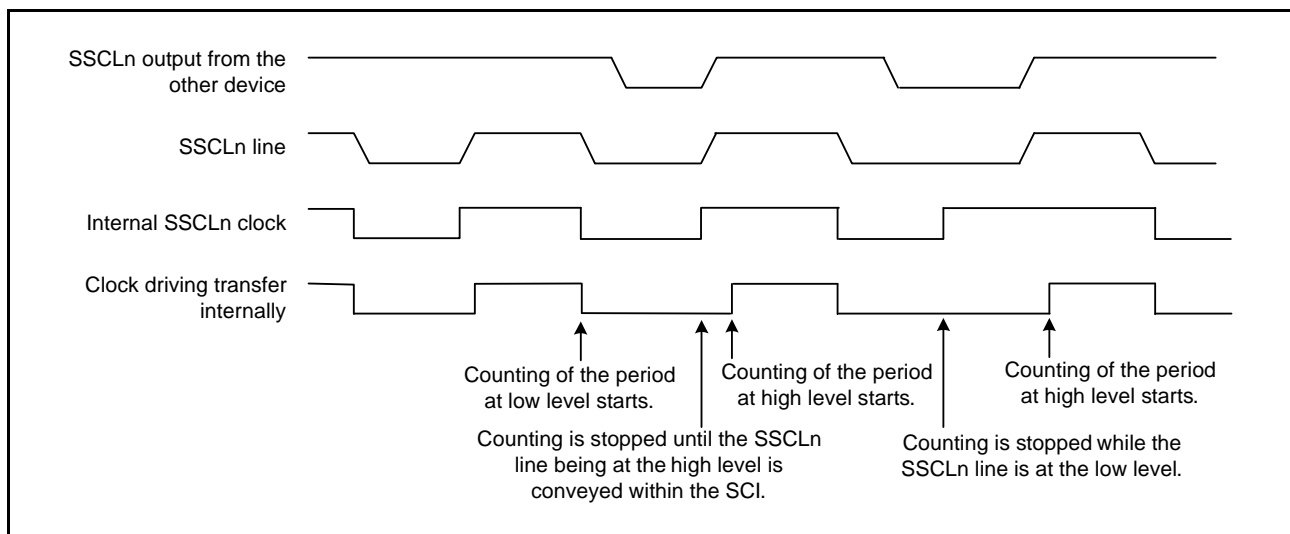 SSCLn output from the
other device
SSCLn line
Internal SSCLn clock
Clock driving transfer
internally
Counting of the period
at low level starts.
Counting of the period
at high level starts.
Counting of the period
at high level starts.
Counting is stopped until the SSCLn
line being at the high level is
conveyed within the SCI.
Counting is stopped while the
SSCLn line is at the low level.